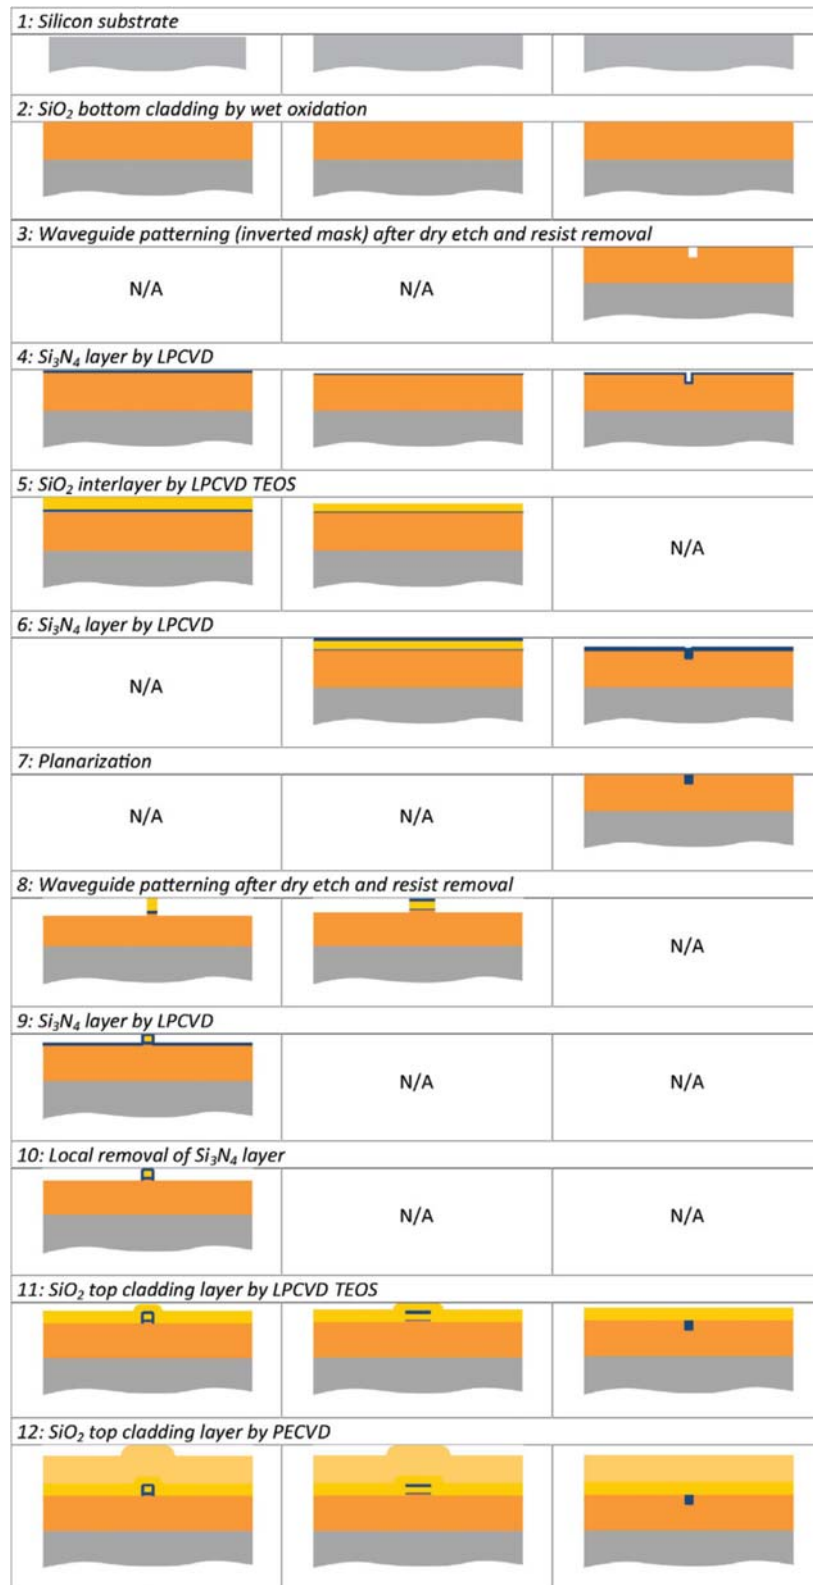 1: Silicon substrate
2: SiO₂ bottom cladding by wet oxidation
3: Waveguide patterning (inverted mask) after dry etch and resist removal
N/A N/A
4: Si₃N₄ layer by LPCVD
5: SiO₂ interlayer by LPCVD TEOS
N/A
6: Si₃N₄ layer by LPCVD
N/A
7: Planarization
N/A N/A
8: Waveguide patterning after dry etch and resist removal
N/A
9: Si₃N₄ layer by LPCVD
N/A N/A
10: Local removal of Si₃N₄ layer
N/A N/A
11: SiO₂ top cladding layer by LPCVD TEOS
12: SiO₂ top cladding layer by PECVD